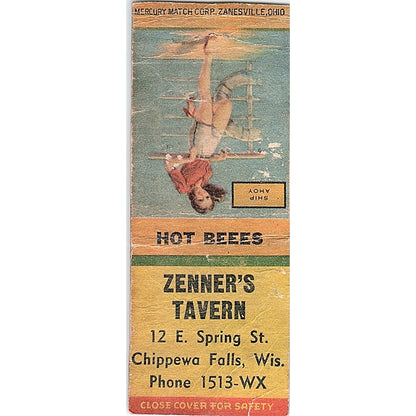 MERCURY MATCH CORP. ZANESVILLE, OHIO
SHIP
AHOY
HOT BEEES
ZENNER'S
TAVERN
12 E. Spring St.
Chippewa Falls, Wis.
Phone 1513-WX
CLOSE COVER FOR SAFETY